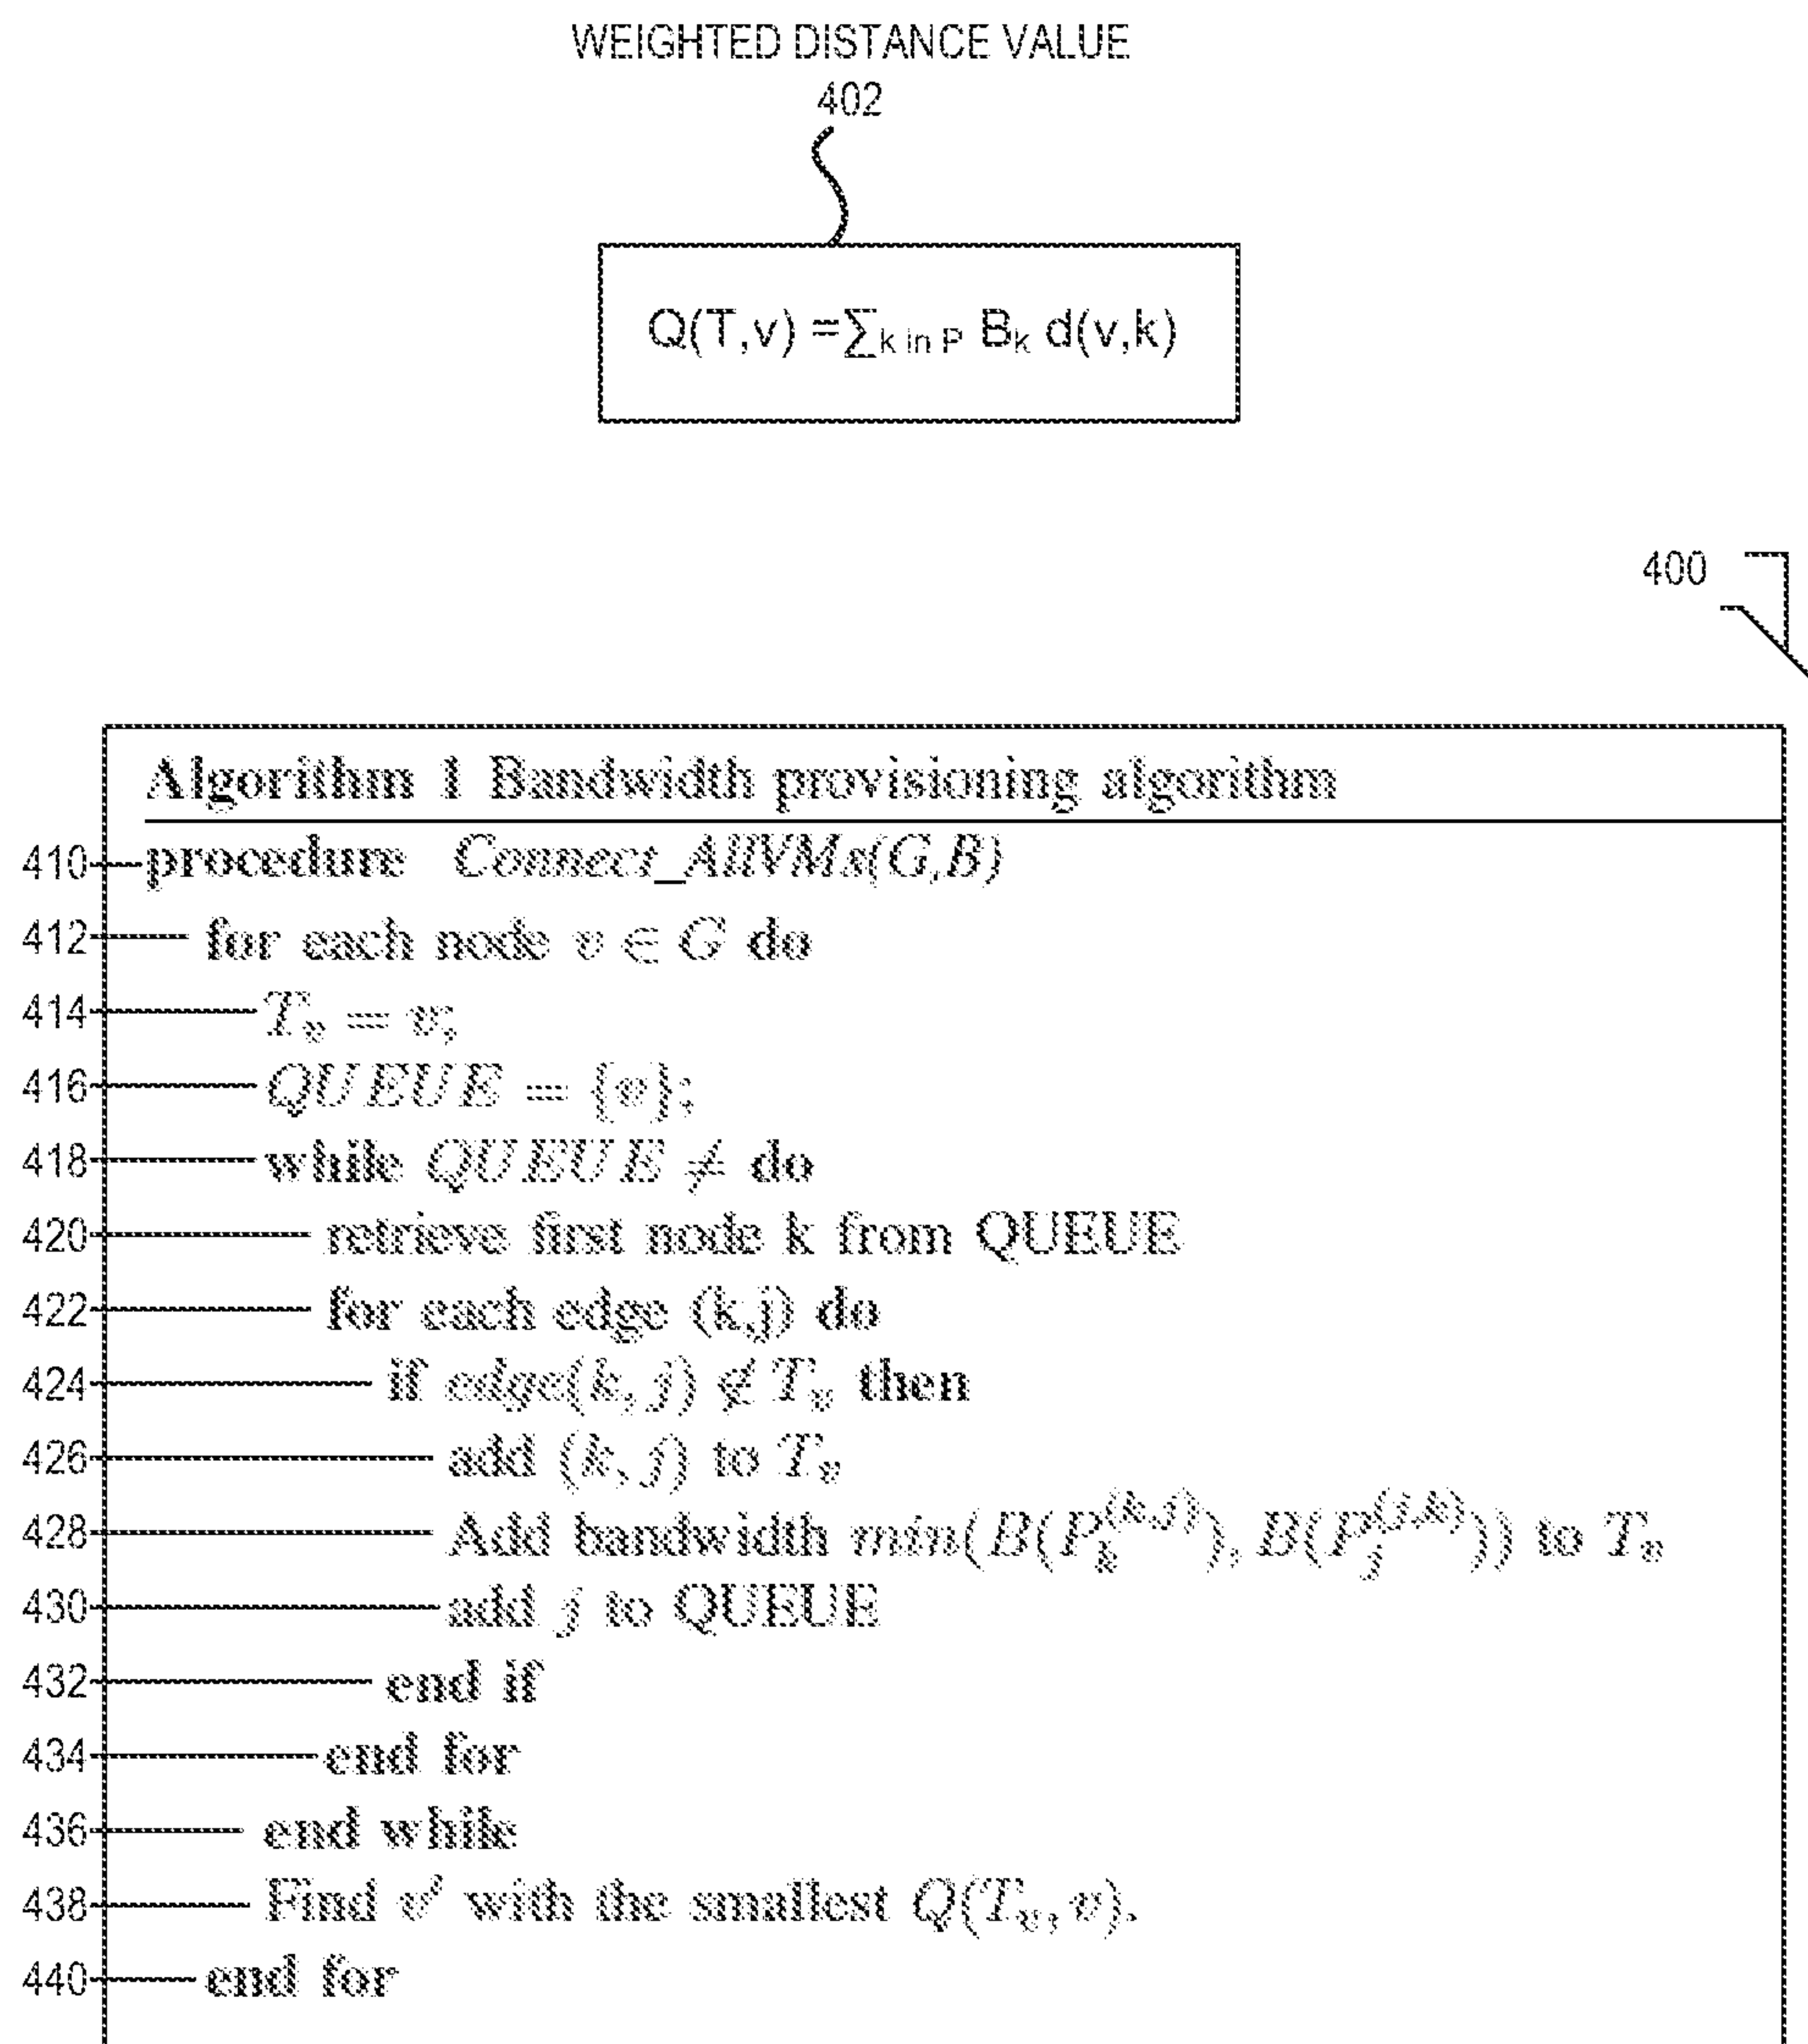 WEIGHTED DISTANCE VALUE
402
Q(T,v) =∑k in P Bk d(v,k)
400
Algorithm 1 Bandwidth provisioning algorithm
410 procedure Connect_AllVMs(G,B)
412 for each node v ∈ G do
414 Tv = v;
416 QUEUE = {v};
418 while QUEUE ≠ do
420 retrieve first node k from QUEUE
422 for each edge (k,j) do
424 if edge(k, j) ∉ Tv then
426 add (k, j) to Tv
428 Add bandwidth min(B(Pk^(k,j)), B(Pj^(j,k))) to Tv
430 add j to QUEUE
432 end if
434 end for
436 end while
438 Find v' with the smallest Q(Tv, v).
440 end for